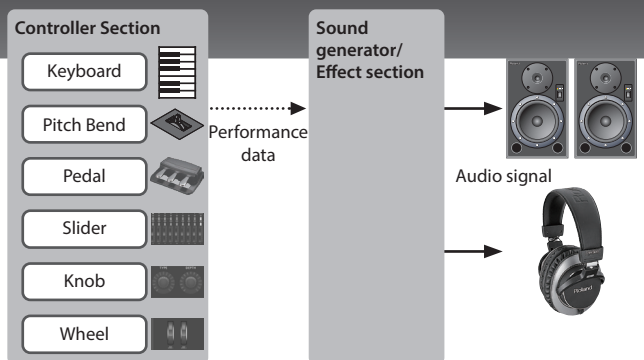 Controller Section
Keyboard
Pitch Bend
Pedal
Slider
Knob
Wheel
Performance
data
Sound
generator/
Effect section
Audio signal
Roland